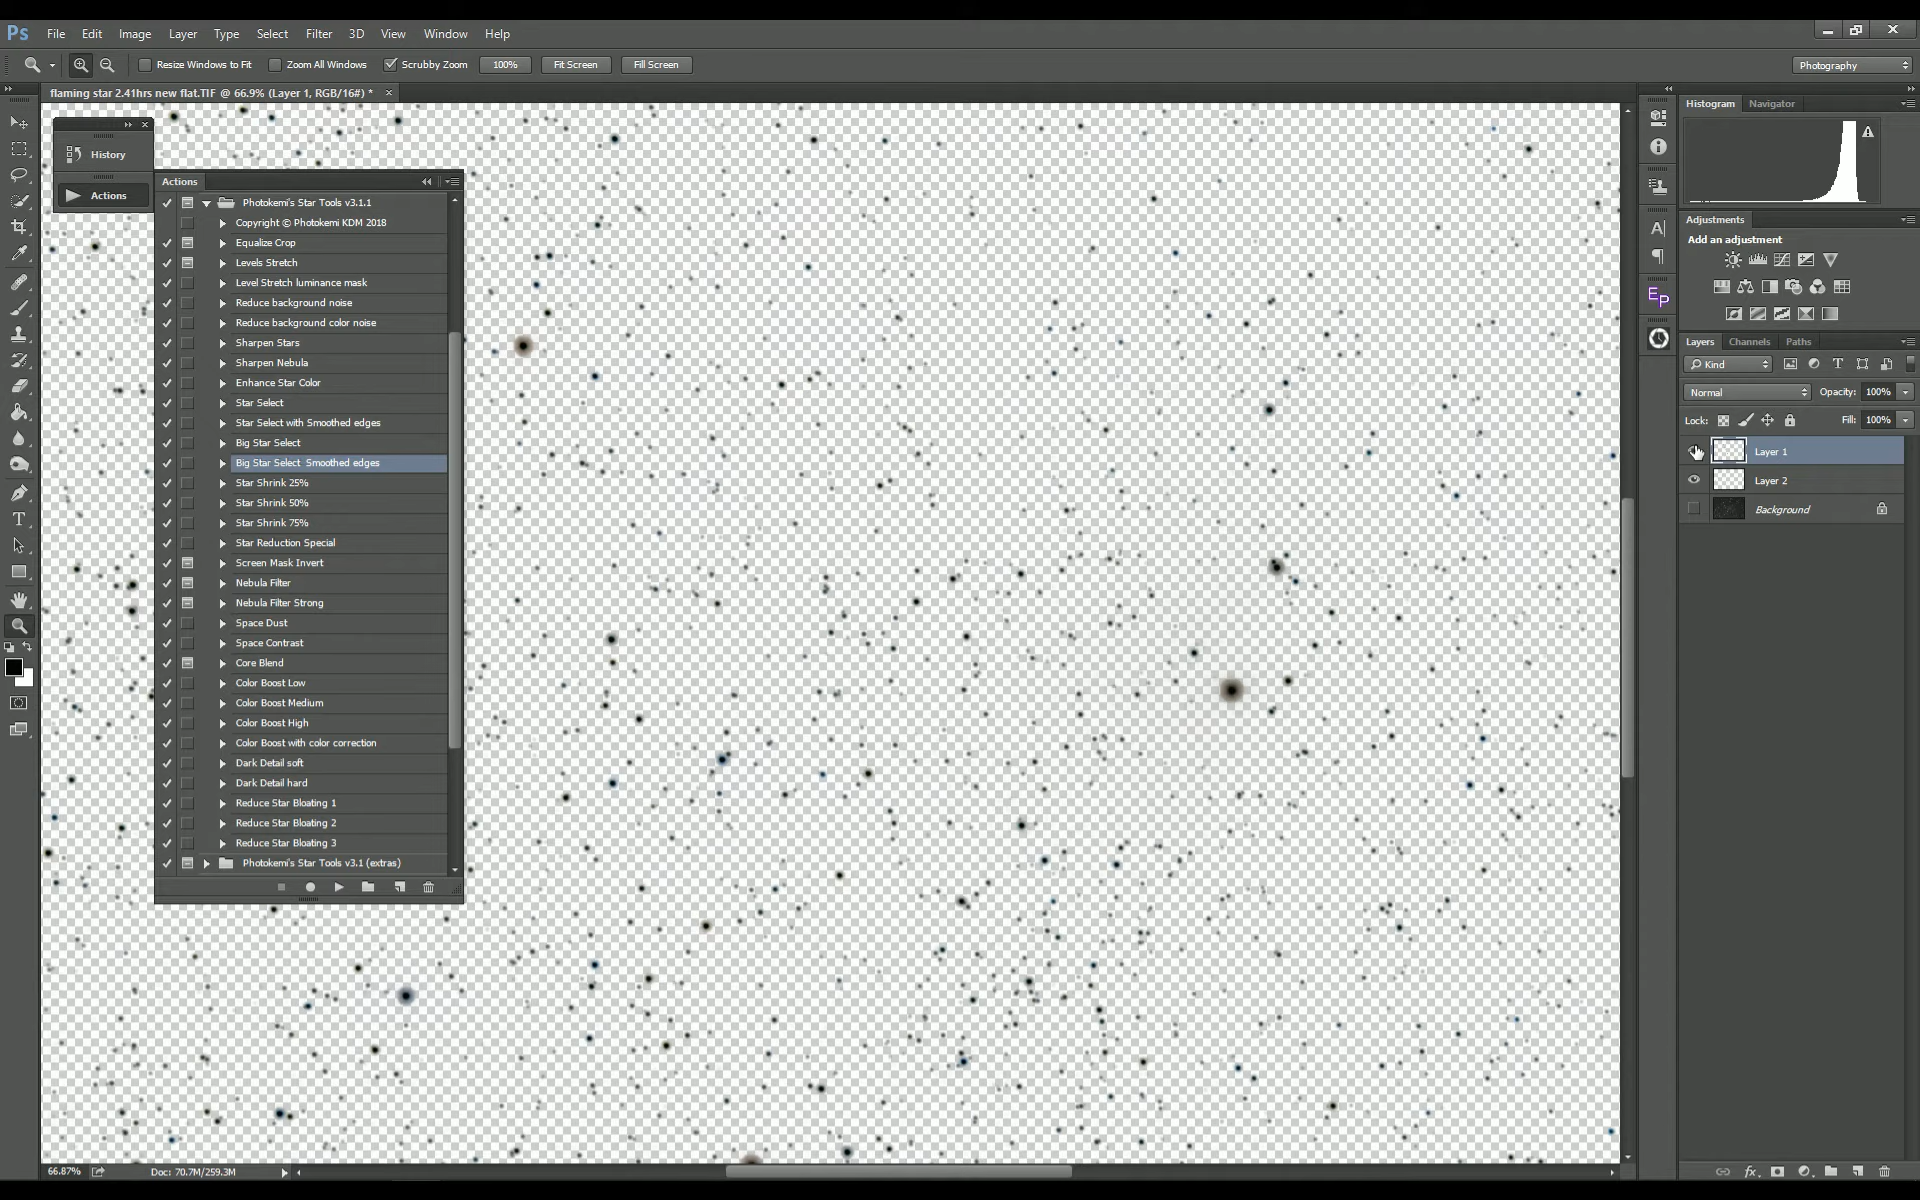 Ps File Edit Image Layer Type Select Filter 3D View Window Help
Resize Windows to Fit Zoom All Windows Scrubby Zoom 100% Fit Screen Fill Screen Photography
flaming star 2.41hrs new flat.TIF @ 66.9% (Layer 1, RGB/16#) *
History
Actions
Actions
Photokemi's Star Tools v3.1.1
Copyright © Photokemi KDM 2018
Equalize Crop
Levels Stretch
Level Stretch luminance mask
Reduce background noise
Reduce background color noise
Sharpen Stars
Sharpen Nebula
Enhance Star Color
Star Select
Star Select with Smoothed edges
Big Star Select
Big Star Select Smoothed edges
Star Shrink 25%
Star Shrink 50%
Star Shrink 75%
Star Reduction Special
Screen Mask Invert
Nebula Filter
Nebula Filter Strong
Space Dust
Space Contrast
Core Blend
Color Boost Low
Color Boost Medium
Color Boost High
Color Boost with color correction
Dark Detail soft
Dark Detail hard
Reduce Star Bloating 1
Reduce Star Bloating 2
Reduce Star Bloating 3
Photokemi's Star Tools v3.1 (extras)
Histogram Navigator
Adjustments
Add an adjustment
Layers Channels Paths
Kind
Normal Opacity: 100%
Lock: Fill: 100%
Layer 1
Layer 2
Background
66.87% Doc: 70.7M/259.3M